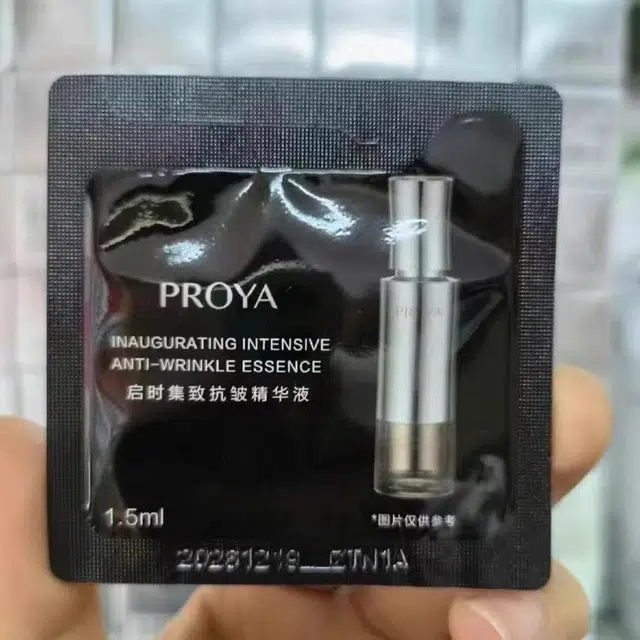 PROYA
INAUGURATING INTENSIVE
ANTI-WRINKLE ESSENCE
启时集致抗皱精华液
PROYA
1.5ml
*图片仅供参考